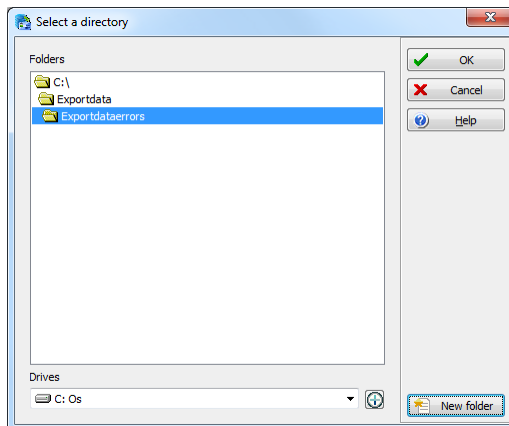 Select a directory
Folders
C:\
Exportdata
Exportdataerrors
Drives
C: Os
OK
Cancel
Help
New folder